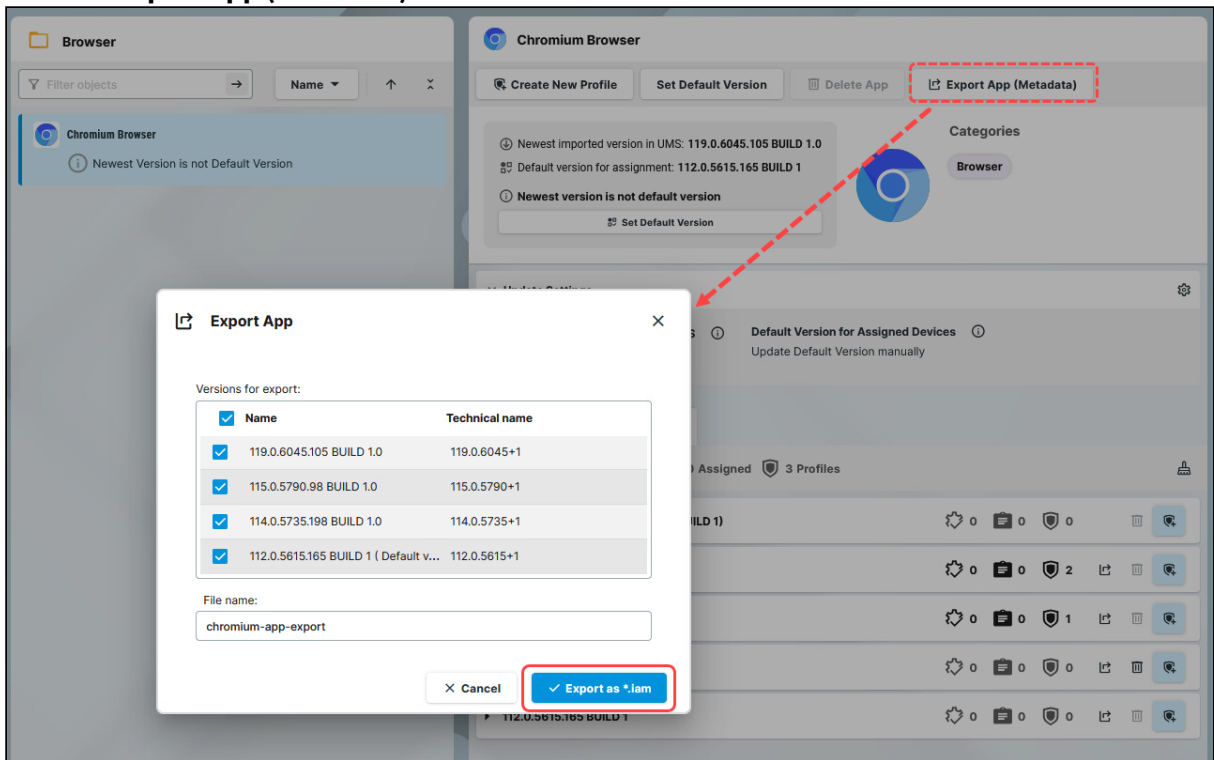 Browser
Filter objects
Name
Chromium Browser
Newest Version is not Default Version
Chromium Browser
Create New Profile
Set Default Version
Delete App
Export App (Metadata)
Newest imported version in UMS: 119.0.6045.105 BUILD 1.0
Default version for assignment: 112.0.5615.165 BUILD 1
Newest version is not default version
Set Default Version
Categories
Browser
Default Version for Assigned Devices
Update Default Version manually
Assigned
3 Profiles
ILD 1)
0 0 0
0 0 2
0 0 1
0 0 0
112.0.5615.165 BUILD 1
0 0 0
Export App
Versions for export:
Name Technical name
119.0.6045.105 BUILD 1.0 119.0.6045+1
115.0.5790.98 BUILD 1.0 115.0.5790+1
114.0.5735.198 BUILD 1.0 114.0.5735+1
112.0.5615.165 BUILD 1 ( Default v... 112.0.5615+1
File name:
chromium-app-export
Cancel
Export as *.iam